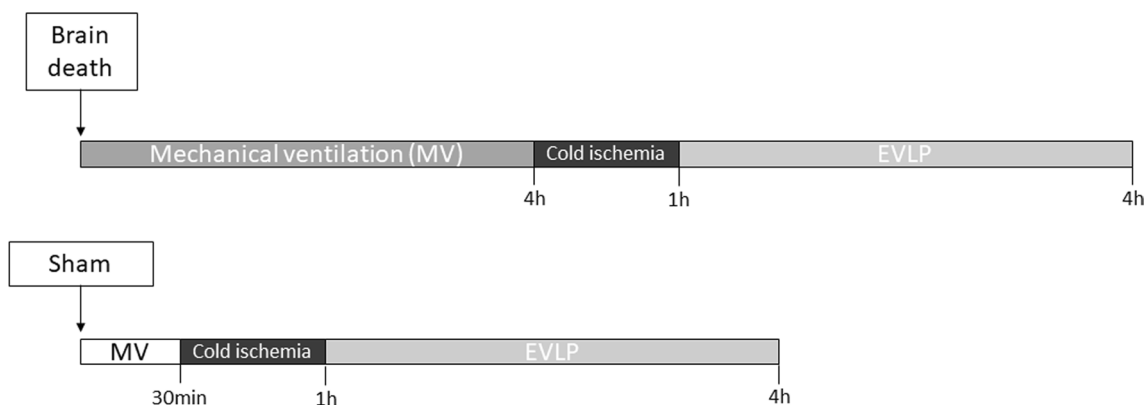 Brain
death
Mechanical ventilation (MV)
Cold ischemia
EVLP
4h
1h
4h
Sham
MV
Cold ischemia
EVLP
30min
1h
4h